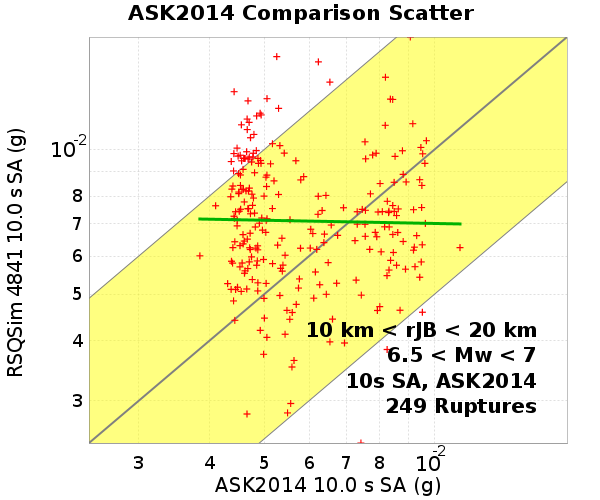 ASK2014 Comparison Scatter
RSQSim 4841 10.0 s SA (g)
10-2
8
7
6
5
4
3
10 km < rJB < 20 km
6.5 < Mw < 7
10s SA, ASK2014
249 Ruptures
3 4 5 6 7 8 10-2
ASK2014 10.0 s SA (g)